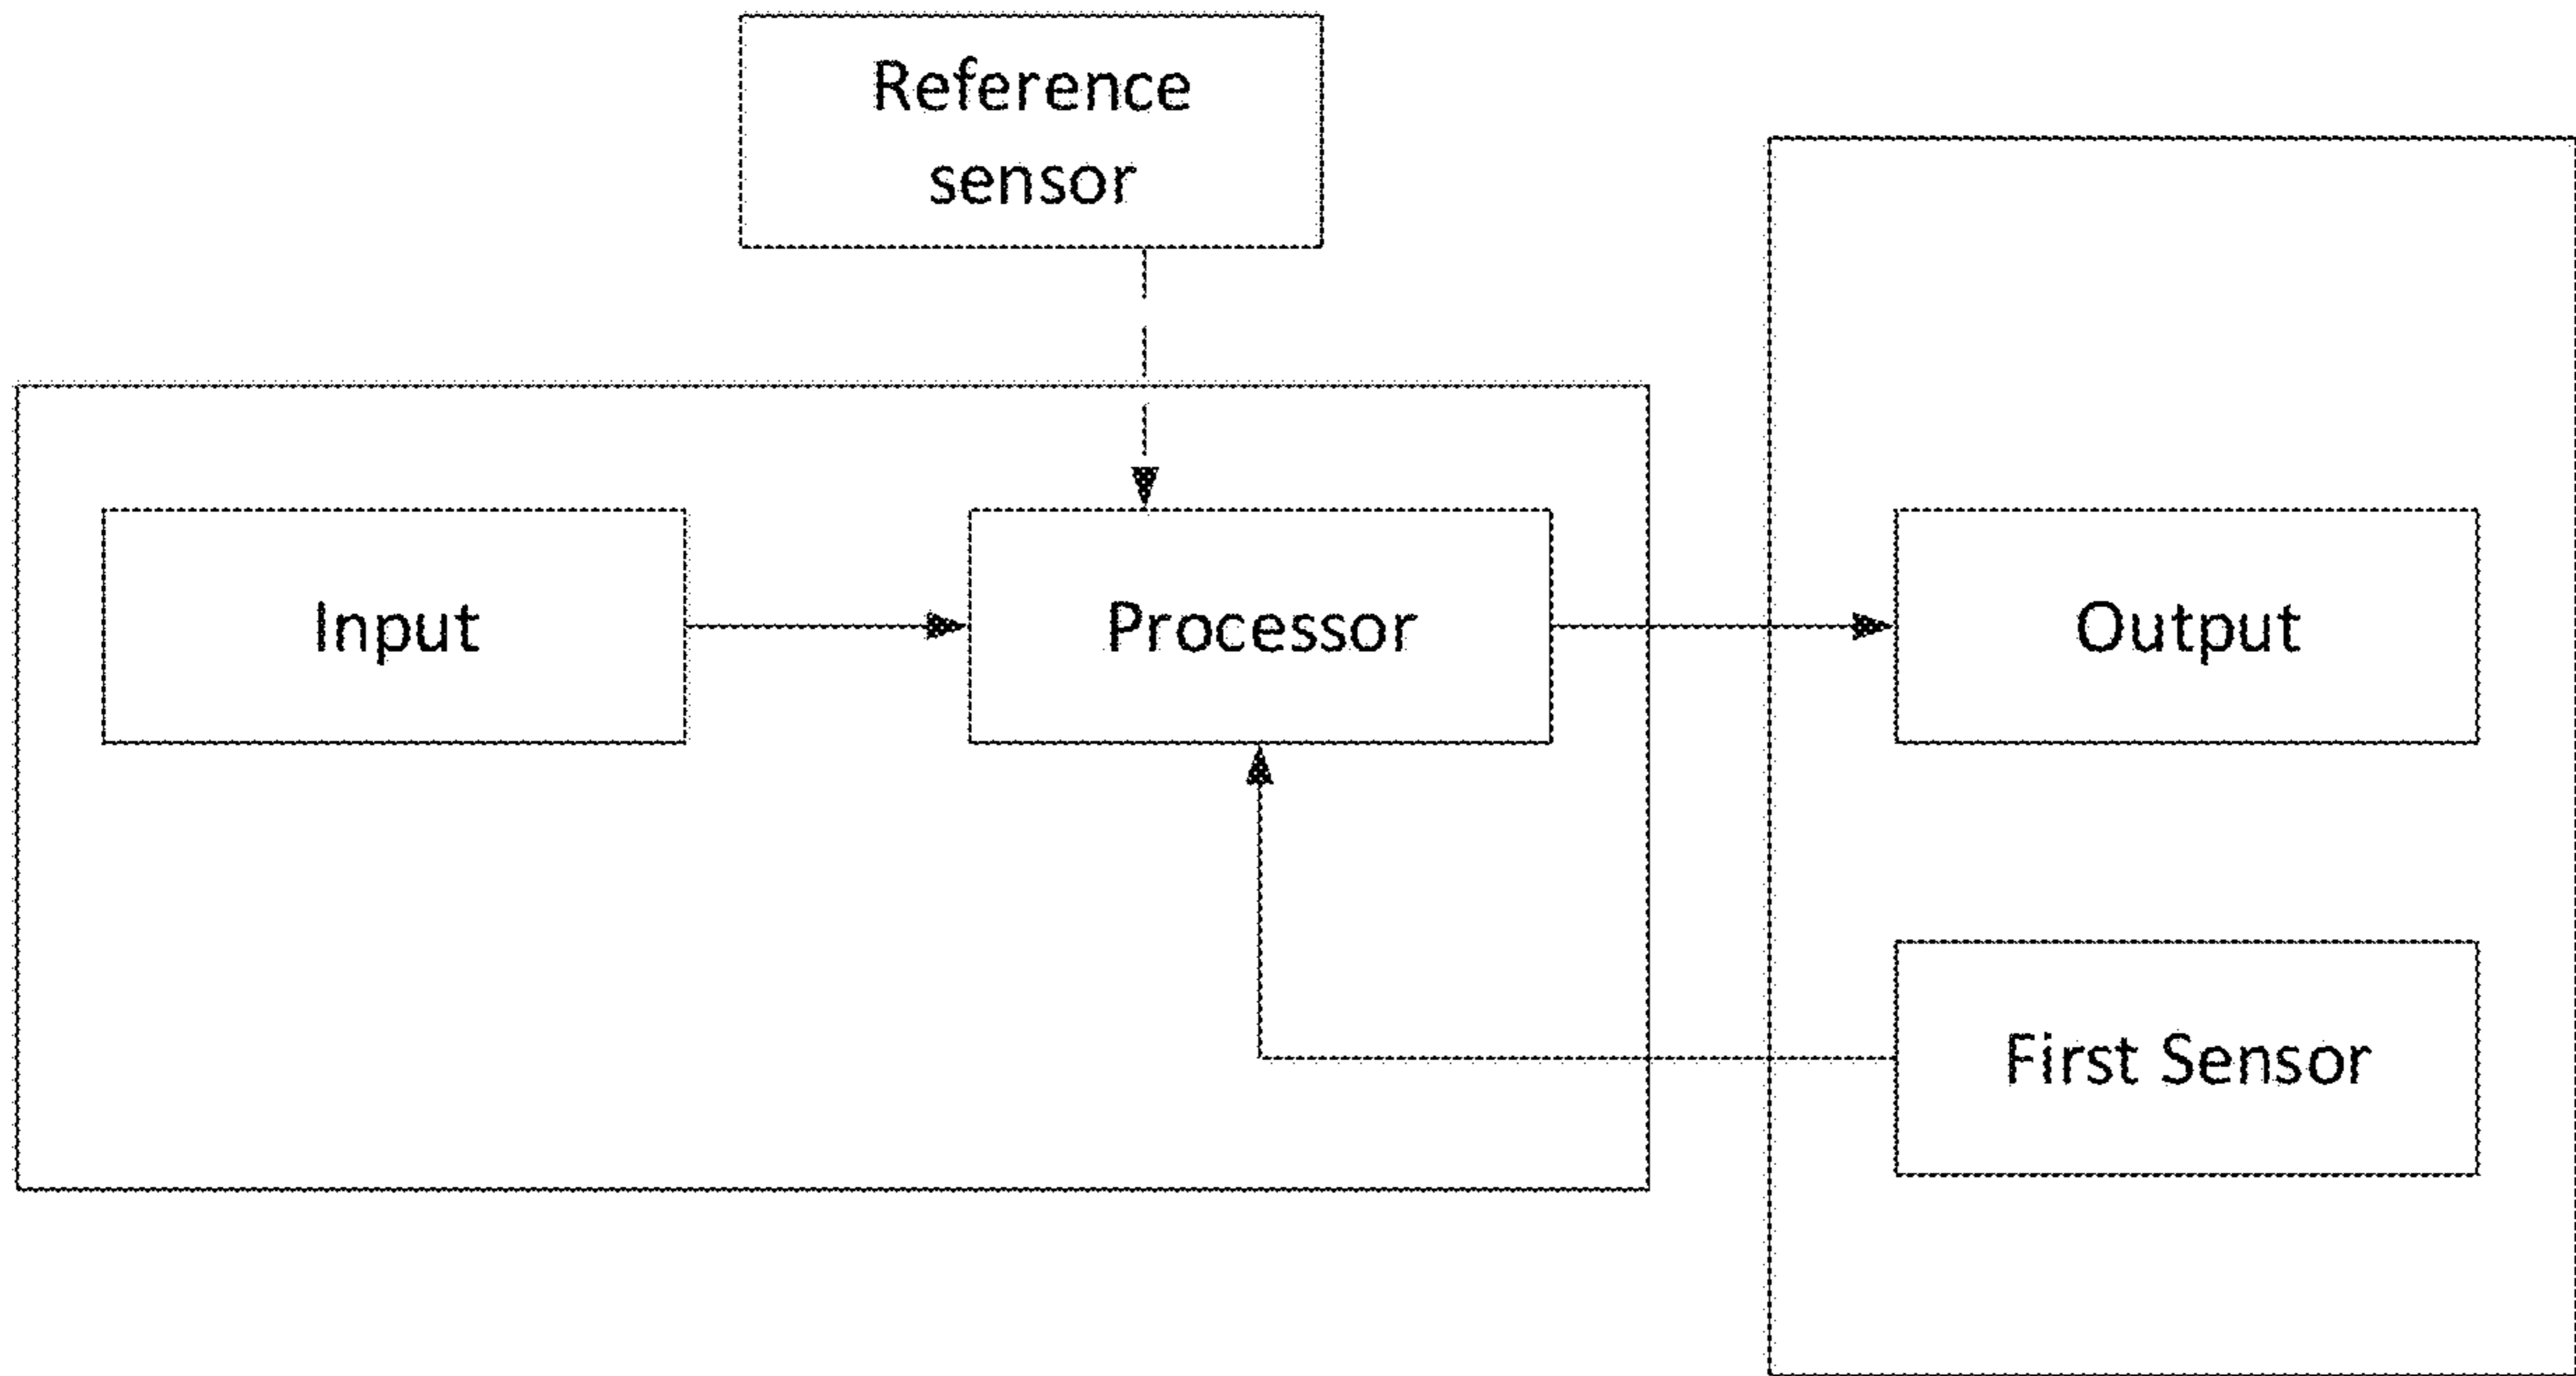 Reference
sensor
Input
Processor
Output
First Sensor